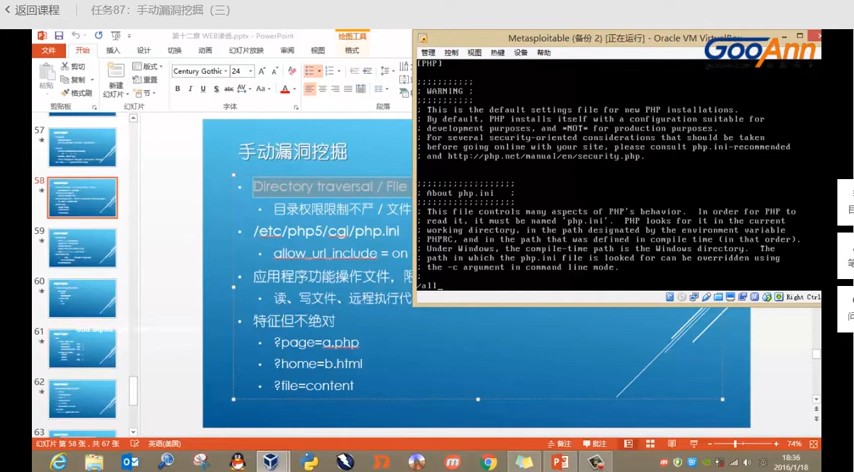 返回课程
任务87：手动漏洞挖掘（三）
第十二章 WEB渗透.pptx - PowerPoint
绘图工具
文件
开始
插入
设计
切换
动画
幻灯片放映
审阅
视图
格式
粘贴
剪切
复制
格式刷
新建
幻灯片
版式
重置
节
Century Gothic
24
剪贴板
幻灯片
字体
段落
57
58
59
60
61
62
63
手动漏洞挖掘
Directory traversal / File
目录权限限制不严 / 文件
/etc/php5/cgi/php.ini
allow_url_include = on
应用程序功能操作文件，限
读、写文件、远程执行代
特征但不绝对
?page=a.php
?home=b.html
?file=content
Metasploitable (备份 2) [正在运行] - Oracle VM VirtualBox
GooAnn
管理 控制 视图 热键 设备 帮助
[PHP]
;;;;;;;;;;;
; WARNING ;
;;;;;;;;;;;
; This is the default settings file for new PHP installations.
; By default, PHP installs itself with a configuration suitable for
; development purposes, and *NOT* for production purposes.
; For several security-oriented considerations that should be taken
; before going online with your site, please consult php.ini-recommended
; and http://php.net/manual/en/security.php.
;;;;;;;;;;;;;;;;;;;
; About php.ini ;
;;;;;;;;;;;;;;;;;;;
; This file controls many aspects of PHP's behavior. In order for PHP to
; read it, it must be named 'php.ini'. PHP looks for it in the current
; working directory, in the path designated by the environment variable
; PHPRC, and in the path that was defined in compile time (in that order).
; Under Windows, the compile-time path is the Windows directory. The
; path in which the php.ini file is looked for can be overridden using
; the -c argument in command line mode.
;
/all_
Right Ctrl
幻灯片 第 58 张，共 67 张
英语(美国)
备注
批注
74%
18:36
2016/1/18